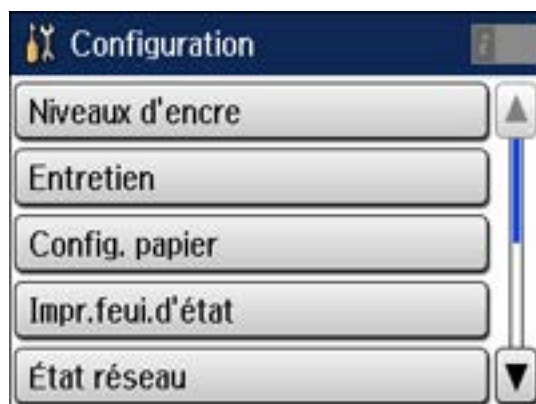 Configuration
Niveaux d'encre
Entretien
Config. papier
Impr.feui.d'état
État réseau